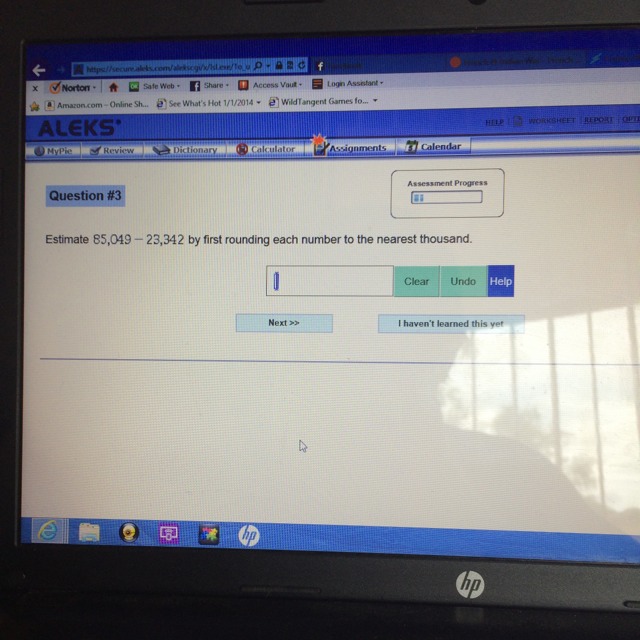 https://secure.aleks.com/alekscgi/x/Isl.exe/To_u
x Norton Safe Web Share Access Vault Login Assistant
Amazon.com – Online Sh... See What's Hot 1/1/2014 WildTangent Games fo...
ALEKS
HELP WORKSHEET REPORT
MyPie Review Dictionary Calculator Assignments Calendar
Assessment Progress
Question #3
Estimate 85,049 − 23,342 by first rounding each number to the nearest thousand.
Clear Undo Help
Next >> I haven't learned this yet
hp
hp